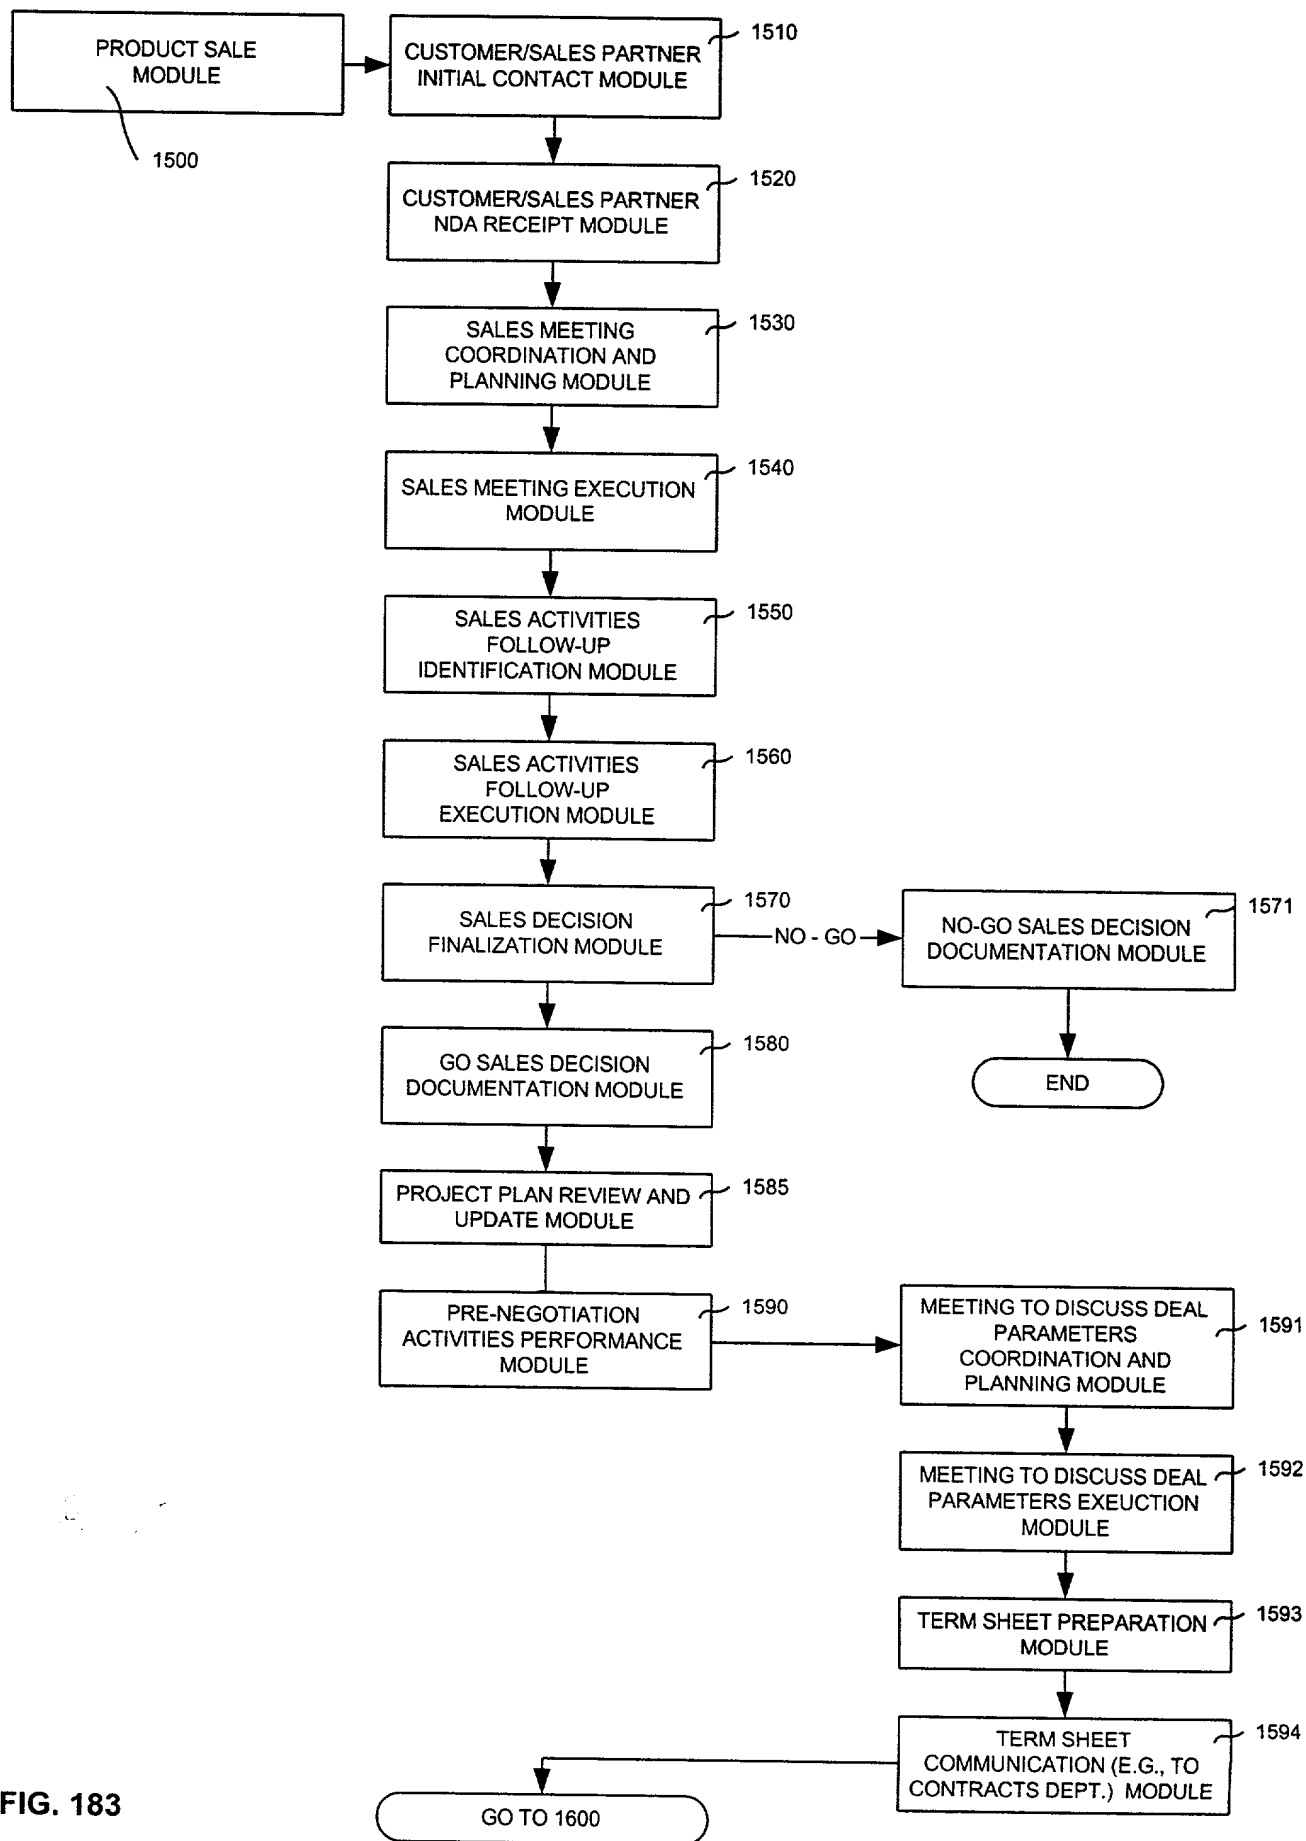 PRODUCT SALE
MODULE
1500
CUSTOMER/SALES PARTNER
INITIAL CONTACT MODULE
1510
CUSTOMER/SALES PARTNER
NDA RECEIPT MODULE
1520
SALES MEETING
COORDINATION AND
PLANNING MODULE
1530
SALES MEETING EXECUTION
MODULE
1540
SALES ACTIVITIES
FOLLOW-UP
IDENTIFICATION MODULE
1550
SALES ACTIVITIES
FOLLOW-UP
EXECUTION MODULE
1560
SALES DECISION
FINALIZATION MODULE
1570
NO - GO
NO-GO SALES DECISION
DOCUMENTATION MODULE
1571
END
GO SALES DECISION
DOCUMENTATION MODULE
1580
PROJECT PLAN REVIEW AND
UPDATE MODULE
1585
PRE-NEGOTIATION
ACTIVITIES PERFORMANCE
MODULE
1590
MEETING TO DISCUSS DEAL
PARAMETERS
COORDINATION AND
PLANNING MODULE
1591
MEETING TO DISCUSS DEAL
PARAMETERS EXEUCTION
MODULE
1592
TERM SHEET PREPARATION
MODULE
1593
TERM SHEET
COMMUNICATION (E.G., TO
CONTRACTS DEPT.) MODULE
1594
GO TO 1600
FIG. 183